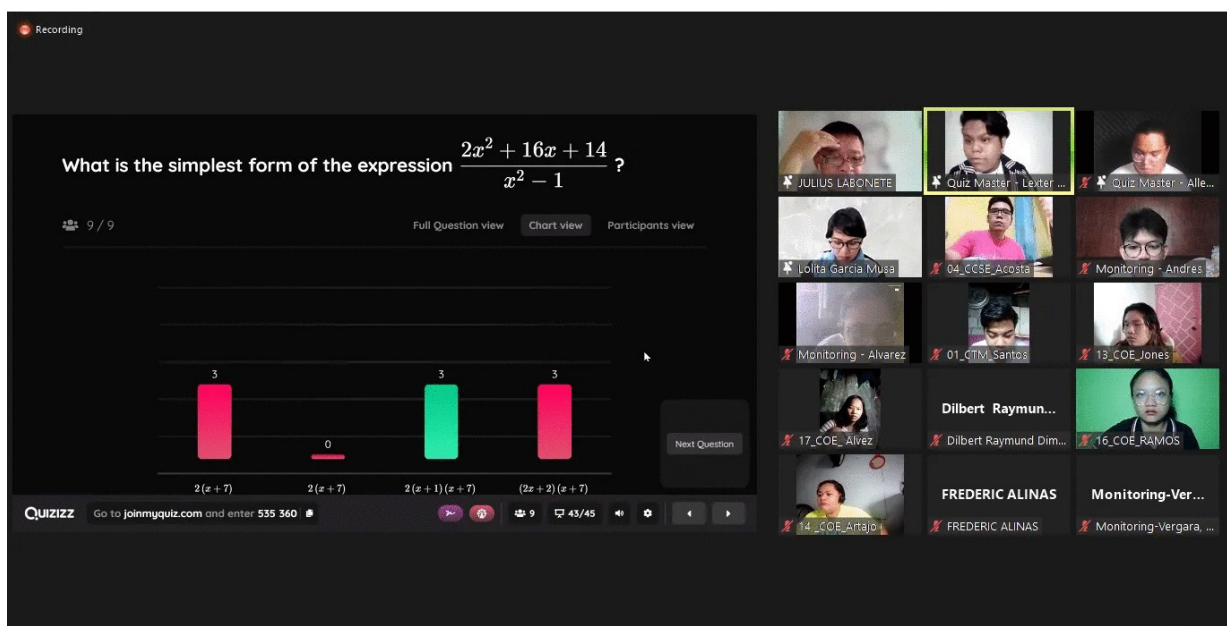 Recording
What is the simplest form of the expression \frac{2x^2 + 16x + 14}{x^2 - 1} ?
9 / 9
Full Question view Chart view Participants view
3 0 3 3
2(x+7) 2(x+7) 2(x+1)(x+7) (2x+2)(x+7)
Next Question
QUIZIZZ Go to joinmyquiz.com and enter 535 360 9 43/45
JULIUS LABONETE
Quiz Master - Lexter ...
Quiz Master - Alle...
Lolita Garcia Musa
04_CCSE_Acosta
Monitoring - Andres
Monitoring - Alvarez
01_CTM_Santos
13_COE_Jones
17_COE_ Alvez
Dilbert Raymun...
Dilbert Raymund Dim...
16_COE_RAMOS
14 _COE_Artajo
FREDERIC ALINAS
FREDERIC ALINAS
Monitoring-Ver...
Monitoring-Vergara, ...